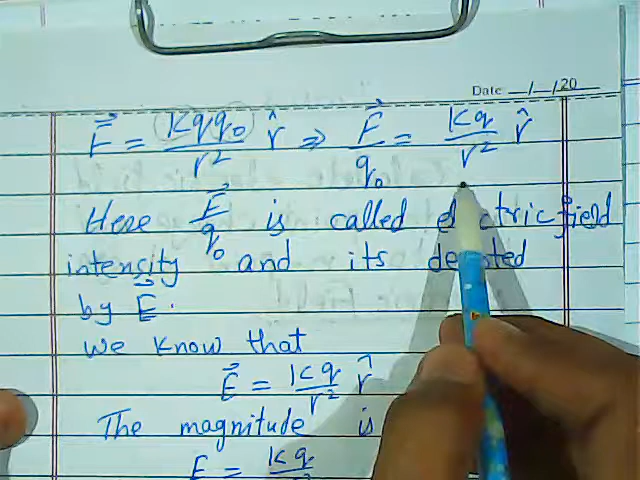 Date __/__/20__
F⃗ = Kqq₀/r² r̂ ⇒ F⃗/q₀ = Kq/r² r̂
Here F⃗/q₀ is called electric field
intensity and its denoted
by E⃗.
We know that
E⃗ = Kq/r² r̂
The magnitude is
E = Kq/r²